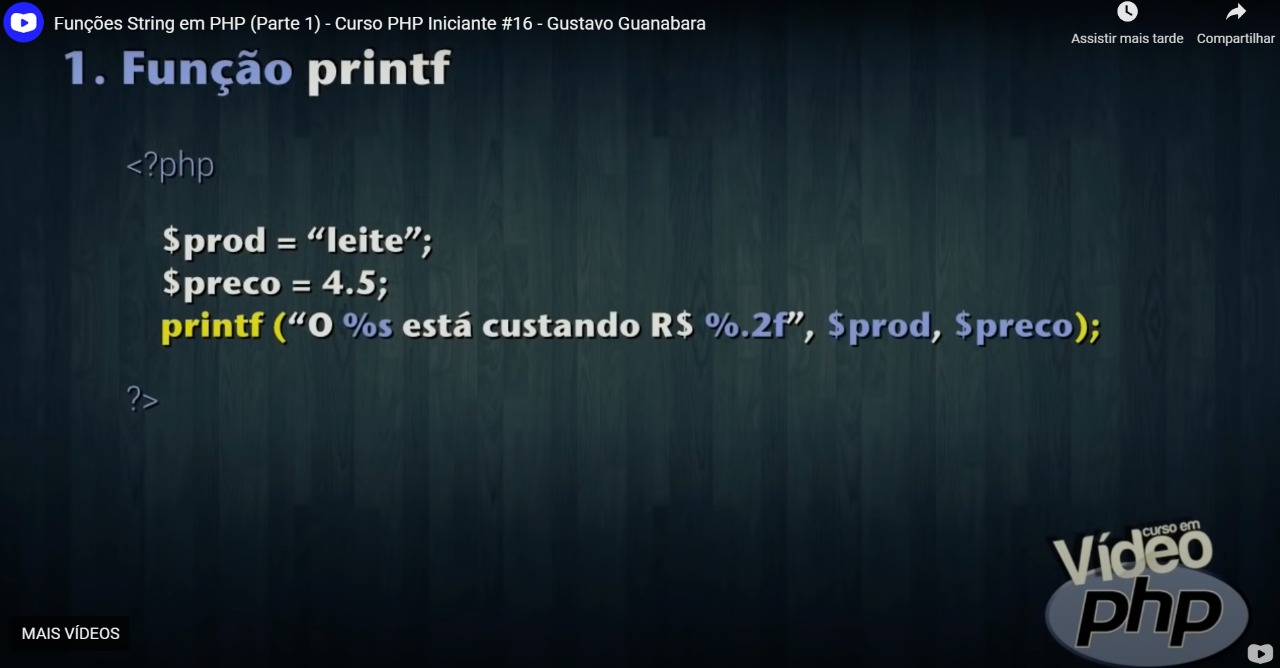 Funções String em PHP (Parte 1) - Curso PHP Iniciante #16 - Gustavo Guanabara
Assistir mais tarde
Compartilhar
1. Função printf
<?php
$prod = “leite”;
$preco = 4.5;
printf (“O %s está custando R$ %.2f”, $prod, $preco);
?>
curso em
Vídeo
php
MAIS VÍDEOS